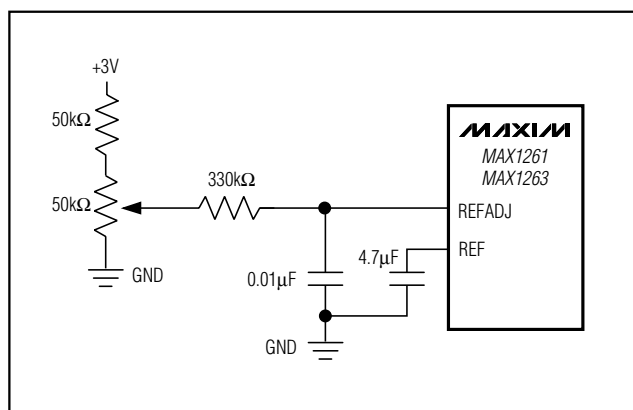 +3V
50kΩ
50kΩ
330kΩ
GND
0.01µF
4.7µF
GND
MAXIM
MAX1261
MAX1263
REFADJ
REF